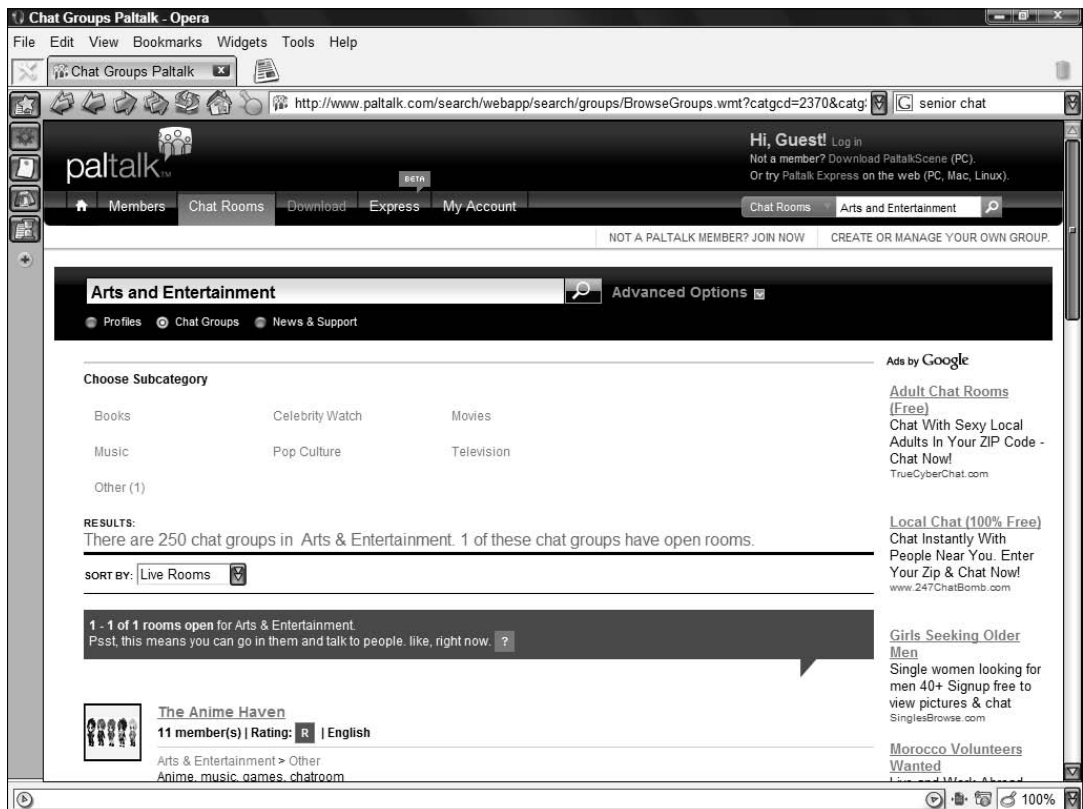 Chat Groups Paltalk - Opera
File Edit View Bookmarks Widgets Tools Help
Chat Groups Paltalk
http://www.paltalk.com/search/webapp/search/groups/BrowseGroups.wmt?catgcd=2370&catg
senior chat
paltalk™
Hi, Guest! Log in
Not a member? Download PaltalkScene (PC).
Or try Paltalk Express on the web (PC, Mac, Linux).
BETA
Members Chat Rooms Download Express My Account
Chat Rooms Arts and Entertainment
NOT A PALTALK MEMBER? JOIN NOW CREATE OR MANAGE YOUR OWN GROUP.
Arts and Entertainment
Advanced Options
Profiles Chat Groups News & Support
Choose Subcategory
Books Celebrity Watch Movies
Music Pop Culture Television
Other (1)
RESULTS:
There are 250 chat groups in Arts & Entertainment. 1 of these chat groups have open rooms.
SORT BY: Live Rooms
1 - 1 of 1 rooms open for Arts & Entertainment.
Psst, this means you can go in them and talk to people. like, right now. ?
The Anime Haven
11 member(s) | Rating: R | English
Arts & Entertainment > Other
Anime, music, games, chatroom
Ads by Google
Adult Chat Rooms
(Free)
Chat With Sexy Local
Adults In Your ZIP Code -
Chat Now!
TrueCyberChat.com
Local Chat (100% Free)
Chat Instantly With
People Near You. Enter
Your Zip & Chat Now!
www.247ChatBomb.com
Girls Seeking Older
Men
Single women looking for
men 40+ Signup free to
view pictures & chat
SinglesBrowse.com
Morocco Volunteers
Wanted
Live and Work Abroad
100%